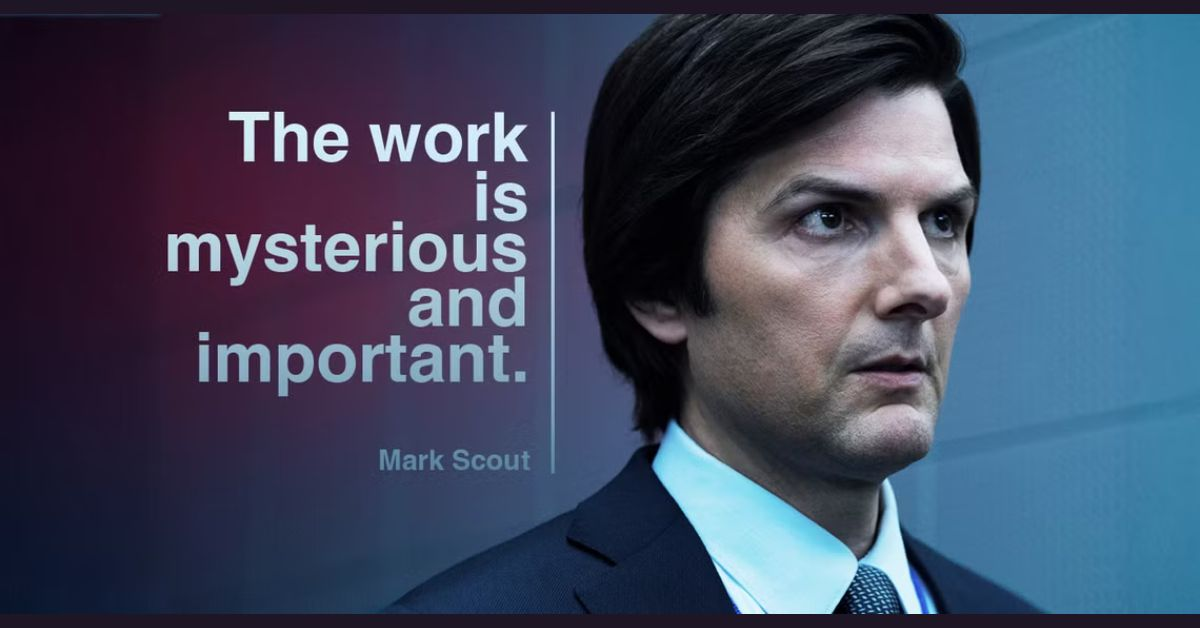 The work
is
mysterious
and
important.
Mark Scout